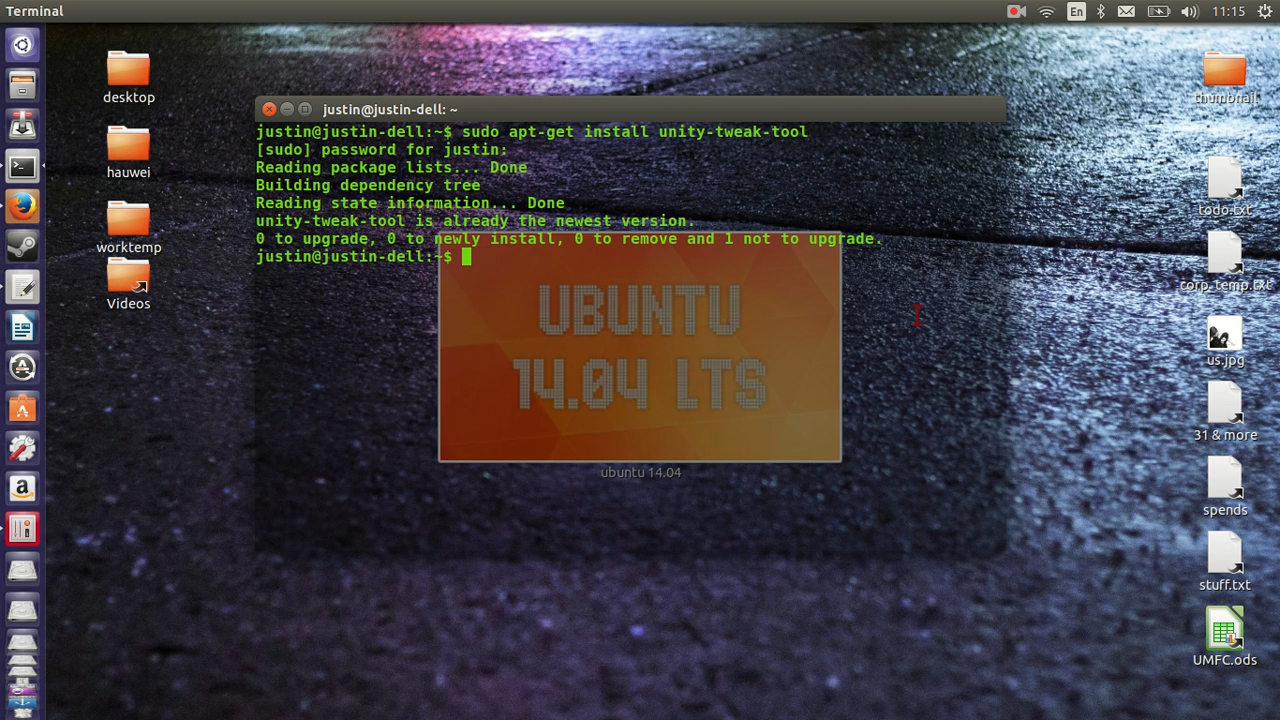 Terminal
En
11:15
desktop
hauwei
worktemp
Videos
justin@justin-dell: ~
justin@justin-dell:~$ sudo apt-get install unity-tweak-tool
[sudo] password for justin:
Reading package lists... Done
Building dependency tree
Reading state information... Done
unity-tweak-tool is already the newest version.
0 to upgrade, 0 to newly install, 0 to remove and 1 not to upgrade.
justin@justin-dell:~$
UBUNTU
14.04 LTS
ubuntu 14.04
thumbnail
todo.txt
corp_temp.txt
us.jpg
31 & more
spends
stuff.txt
UMFC.ods